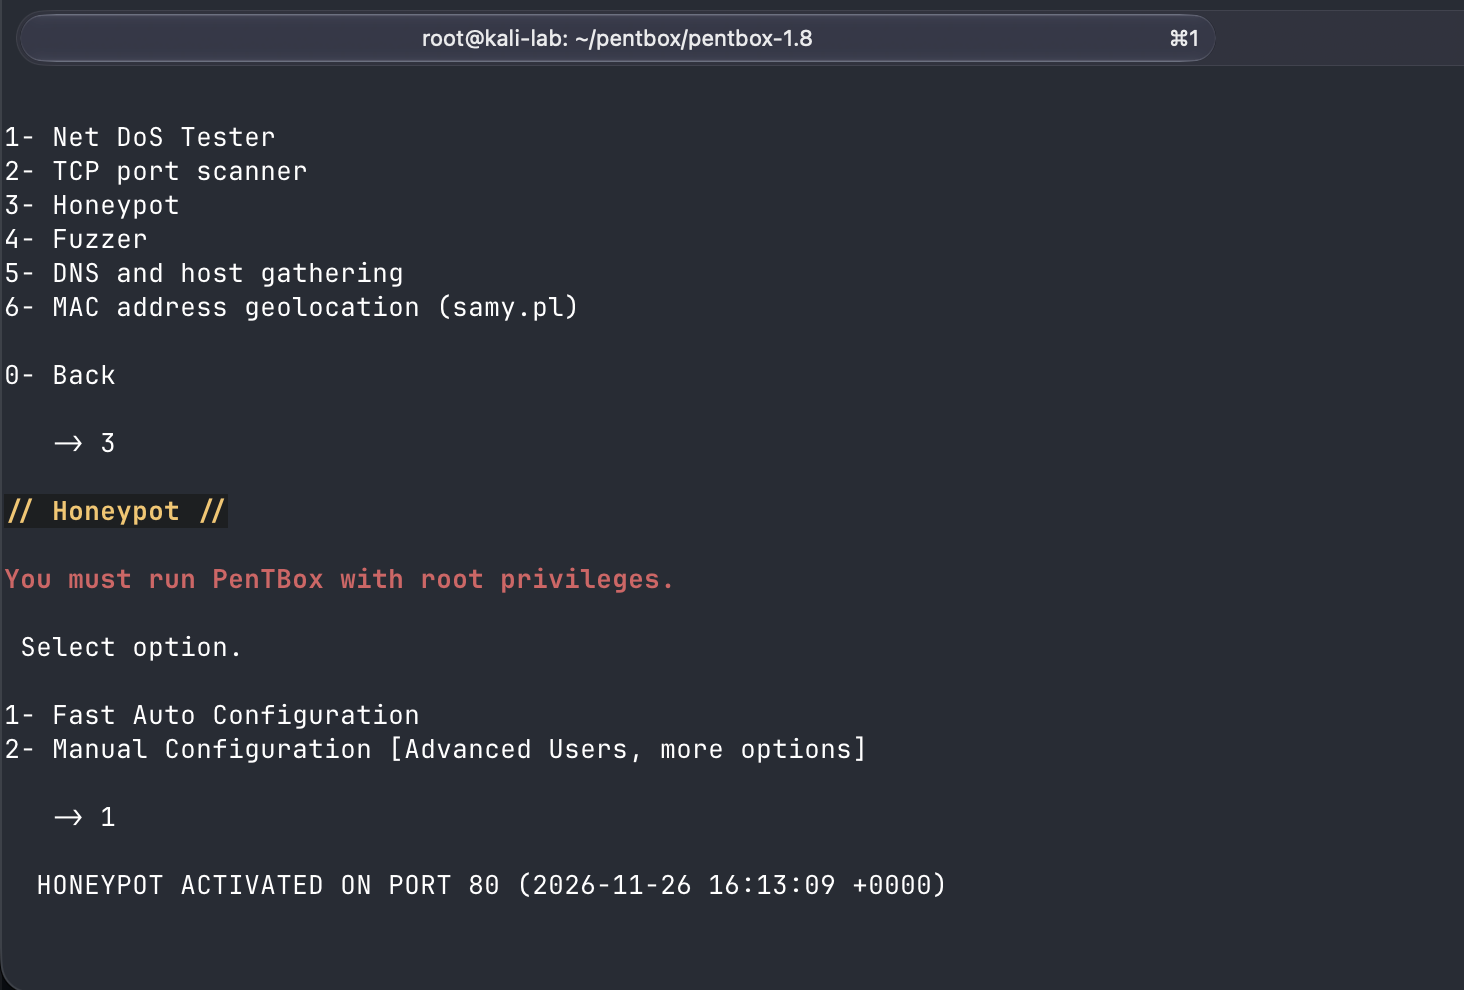 root@kali-lab: ~/pentbox/pentbox-1.8 ⌘1
1- Net DoS Tester
2- TCP port scanner
3- Honeypot
4- Fuzzer
5- DNS and host gathering
6- MAC address geolocation (samy.pl)
0- Back
-> 3
// Honeypot //
You must run PenTBox with root privileges.
Select option.
1- Fast Auto Configuration
2- Manual Configuration [Advanced Users, more options]
-> 1
HONEYPOT ACTIVATED ON PORT 80 (2026-11-26 16:13:09 +0000)